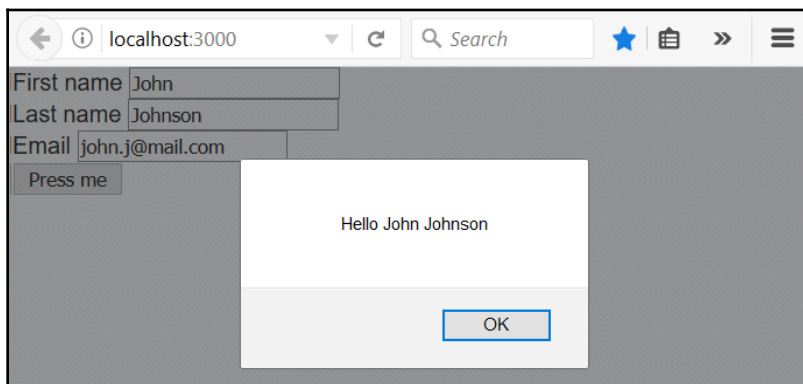 localhost:3000
Search
First name John
Last name Johnson
Email john.j@mail.com
Press me
Hello John Johnson
OK